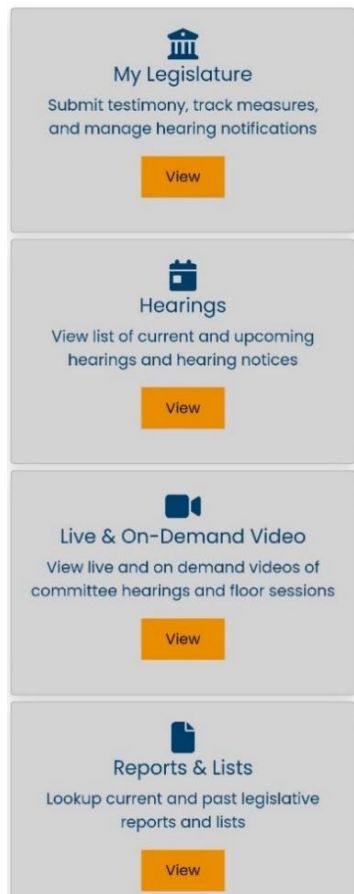 My Legislature
Submit testimony, track measures,
and manage hearing notifications
View
Hearings
View list of current and upcoming
hearings and hearing notices
View
Live & On-Demand Video
View live and on demand videos of
committee hearings and floor sessions
View
Reports & Lists
Lookup current and past legislative
reports and lists
View